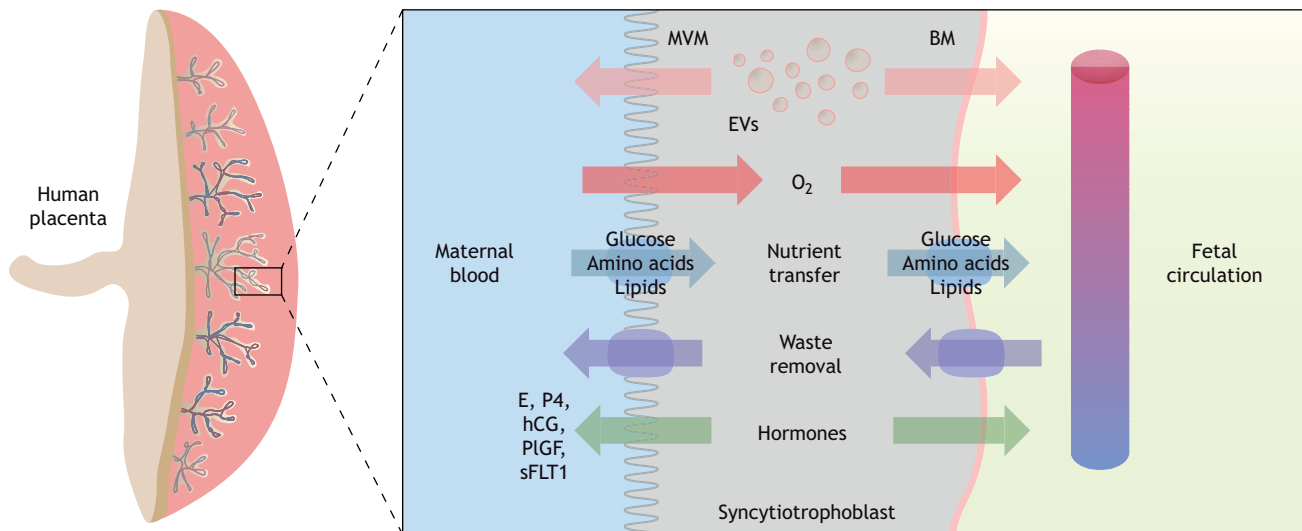 Human
placenta
MVM
BM
EVs
O₂
Maternal
blood
Glucose
Amino acids
Lipids
Nutrient
transfer
Glucose
Amino acids
Lipids
Fetal
circulation
Waste
removal
E, P4,
hCG,
PlGF,
sFLT1
Hormones
Syncytiotrophoblast